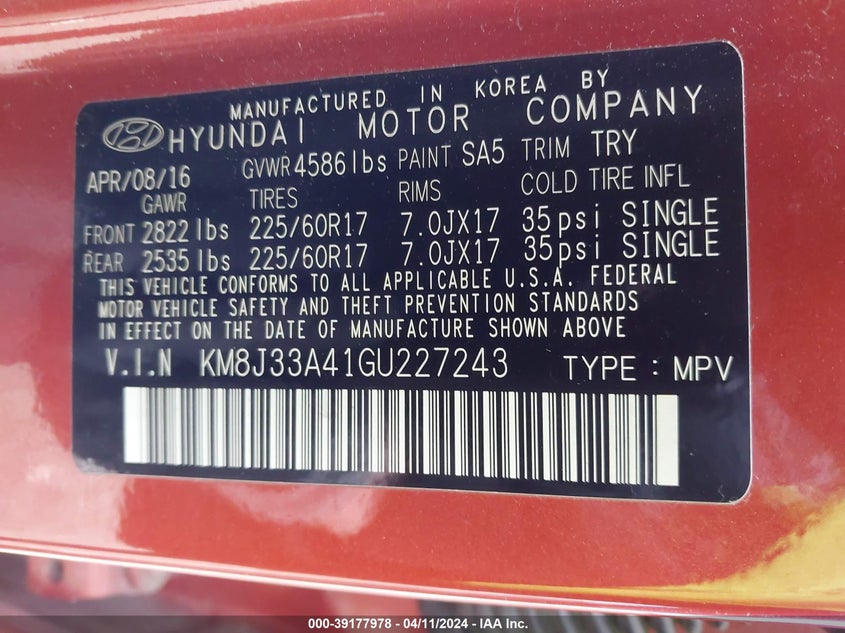 MANUFACTURED IN KOREA BY
HYUNDAI MOTOR COMPANY
APR/08/16 GVWR 4586 lbs PAINT SA5 TRIM TRY
GAWR TIRES RIMS COLD TIRE INFL
FRONT 2822 lbs 225/60R17 7.0JX17 35psi SINGLE
REAR 2535 lbs 225/60R17 7.0JX17 35psi SINGLE
THIS VEHICLE CONFORMS TO ALL APPLICABLE U.S.A. FEDERAL
MOTOR VEHICLE SAFETY AND THEFT PREVENTION STANDARDS
IN EFFECT ON THE DATE OF MANUFACTURE SHOWN ABOVE
V.I.N KM8J33A41GU227243 TYPE : MPV
000-39177978 - 04/11/2024 - IAA Inc.